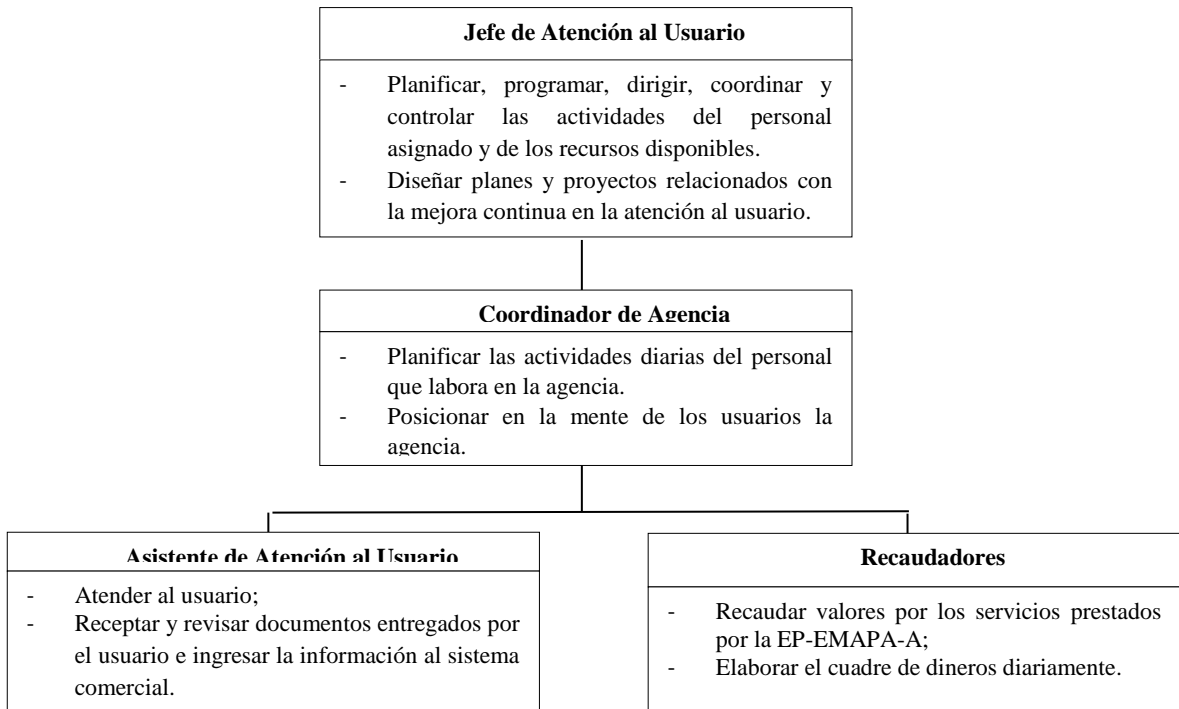 Jefe de Atención al Usuario
- Planificar, programar, dirigir, coordinar y
controlar las actividades del personal
asignado y de los recursos disponibles.
- Diseñar planes y proyectos relacionados con
la mejora continua en la atención al usuario.
Coordinador de Agencia
- Planificar las actividades diarias del personal
que labora en la agencia.
- Posicionar en la mente de los usuarios la
agencia.
Asistente de Atención al Usuario
- Atender al usuario;
- Receptar y revisar documentos entregados por
el usuario e ingresar la información al sistema
comercial.
Recaudadores
- Recaudar valores por los servicios prestados
por la EP-EMAPA-A;
- Elaborar el cuadre de dineros diariamente.